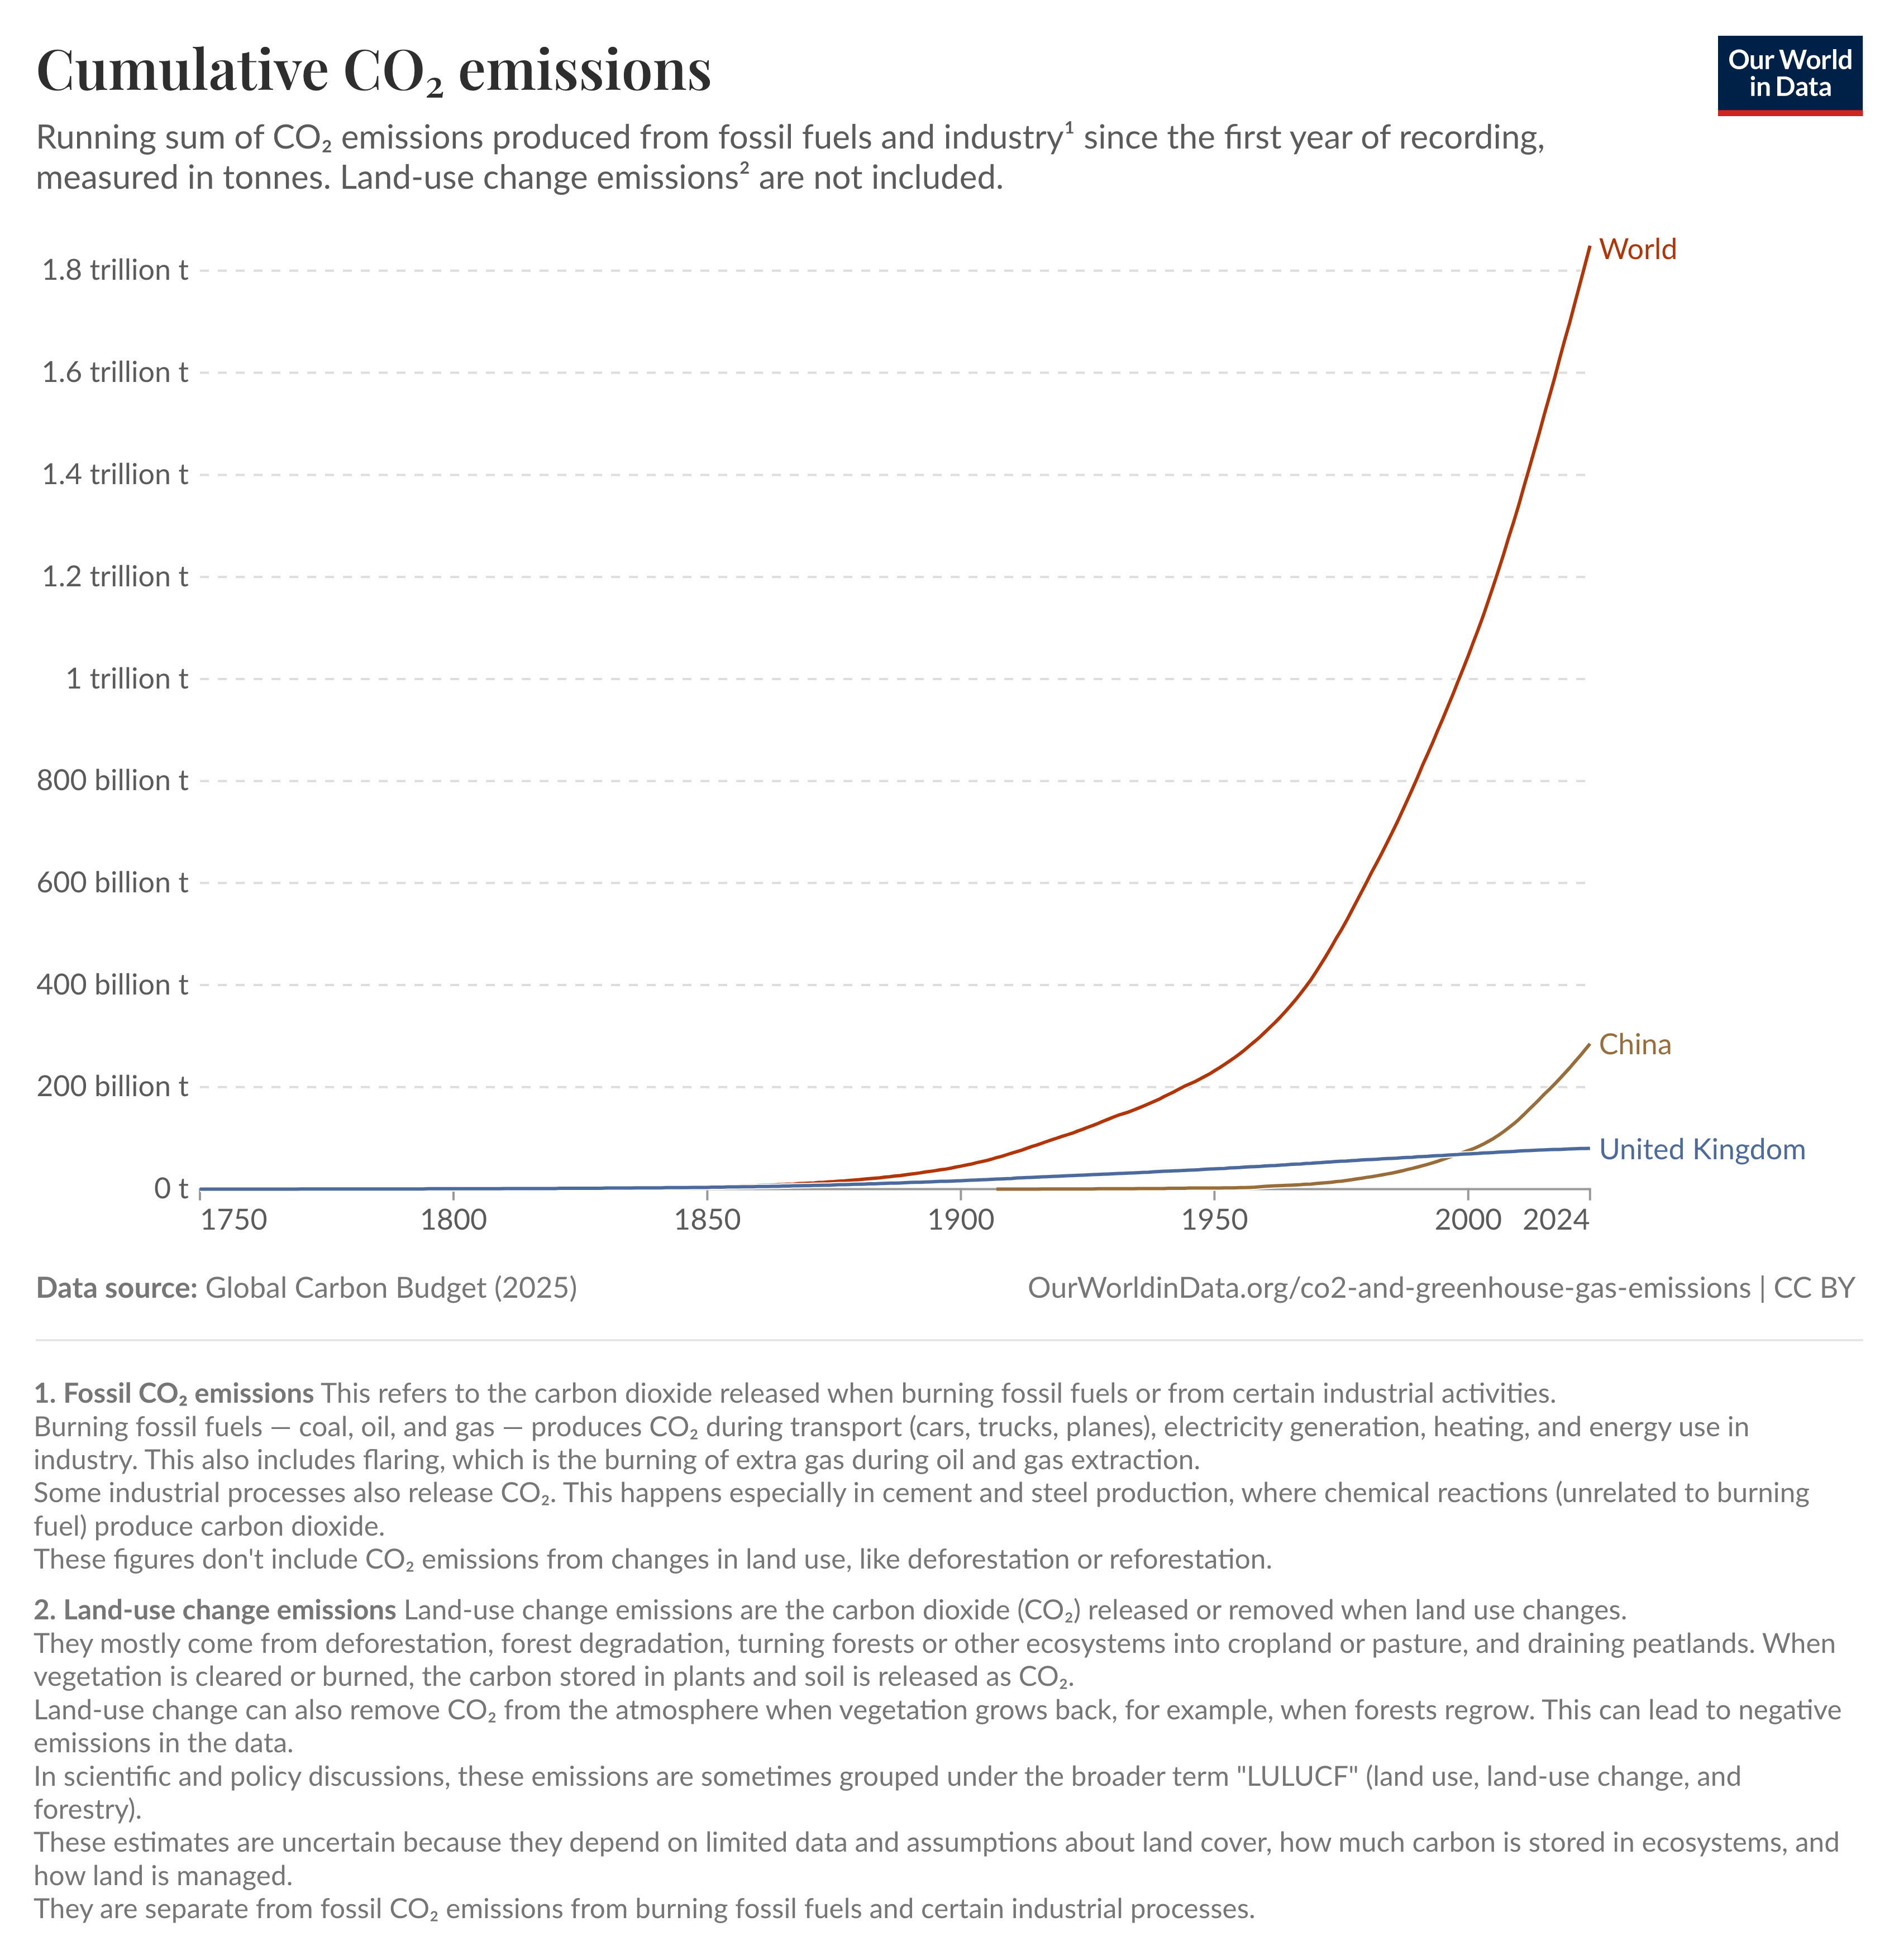 Cumulative CO₂ emissions
Our World
in Data
Running sum of CO₂ emissions produced from fossil fuels and industry¹ since the first year of recording,
measured in tonnes. Land-use change emissions² are not included.
World
1.8 trillion t
1.6 trillion t
1.4 trillion t
1.2 trillion t
1 trillion t
800 billion t
600 billion t
400 billion t
China
200 billion t
United Kingdom
0 t
1750 1800 1850 1900 1950 2000 2024
Data source: Global Carbon Budget (2025)
OurWorldinData.org/co2-and-greenhouse-gas-emissions | CC BY
1. Fossil CO₂ emissions This refers to the carbon dioxide released when burning fossil fuels or from certain industrial activities.
Burning fossil fuels — coal, oil, and gas — produces CO₂ during transport (cars, trucks, planes), electricity generation, heating, and energy use in
industry. This also includes flaring, which is the burning of extra gas during oil and gas extraction.
Some industrial processes also release CO₂. This happens especially in cement and steel production, where chemical reactions (unrelated to burning
fuel) produce carbon dioxide.
These figures don't include CO₂ emissions from changes in land use, like deforestation or reforestation.
2. Land-use change emissions Land-use change emissions are the carbon dioxide (CO₂) released or removed when land use changes.
They mostly come from deforestation, forest degradation, turning forests or other ecosystems into cropland or pasture, and draining peatlands. When
vegetation is cleared or burned, the carbon stored in plants and soil is released as CO₂.
Land-use change can also remove CO₂ from the atmosphere when vegetation grows back, for example, when forests regrow. This can lead to negative
emissions in the data.
In scientific and policy discussions, these emissions are sometimes grouped under the broader term "LULUCF" (land use, land-use change, and
forestry).
These estimates are uncertain because they depend on limited data and assumptions about land cover, how much carbon is stored in ecosystems, and
how land is managed.
They are separate from fossil CO₂ emissions from burning fossil fuels and certain industrial processes.